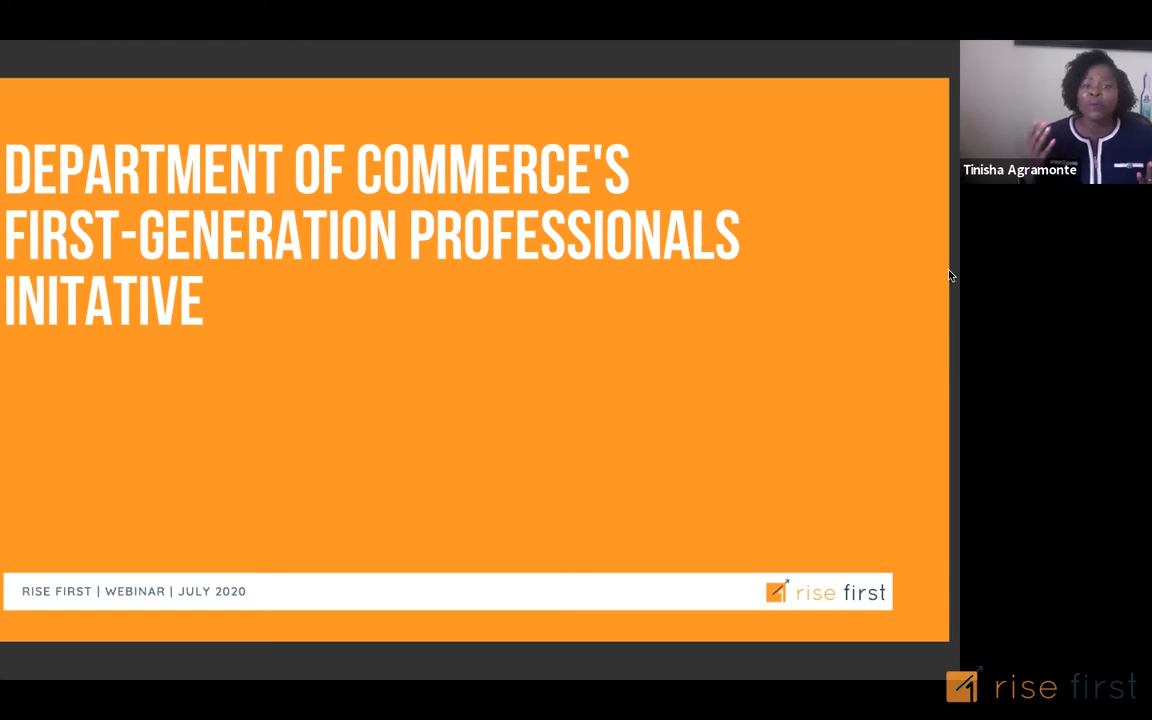 DEPARTMENT OF COMMERCE'S
FIRST-GENERATION PROFESSIONALS
INITATIVE
Tinisha Agramonte
RISE FIRST | WEBINAR | JULY 2020
rise first
rise first